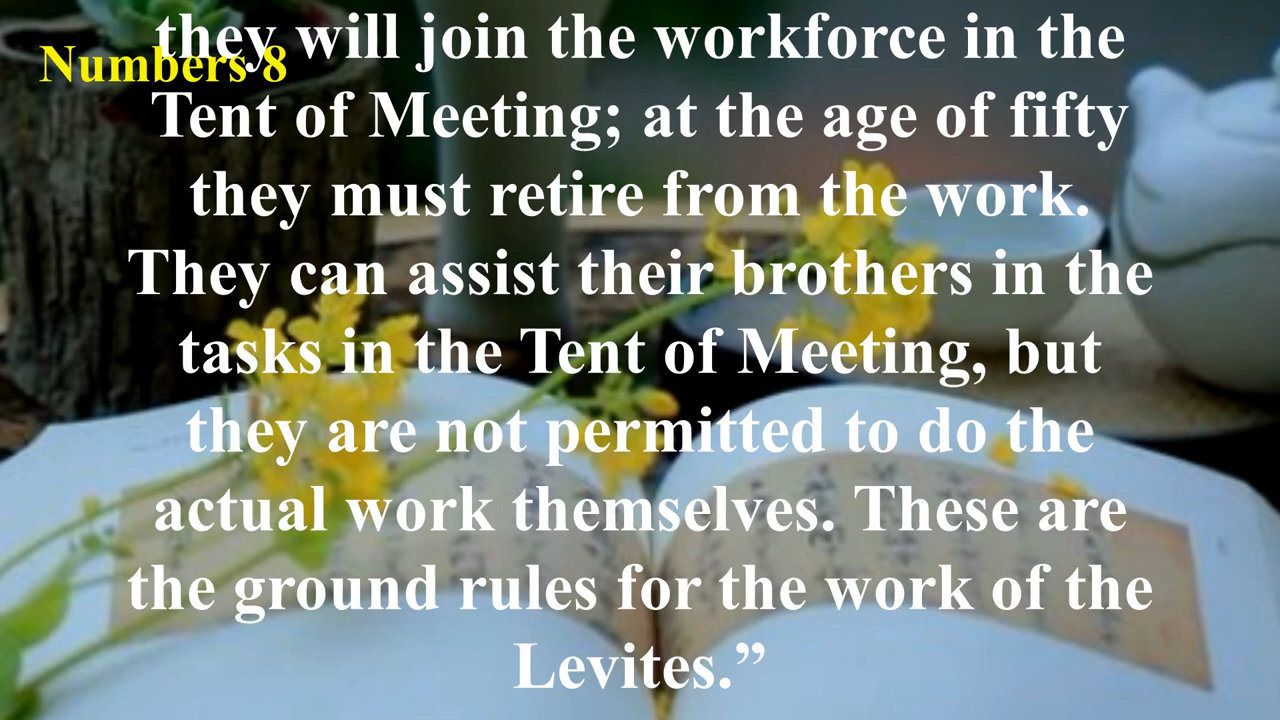 Numbers 8
they will join the workforce in the
Tent of Meeting; at the age of fifty
they must retire from the work.
They can assist their brothers in the
tasks in the Tent of Meeting, but
they are not permitted to do the
actual work themselves. These are
the ground rules for the work of the
Levites.”